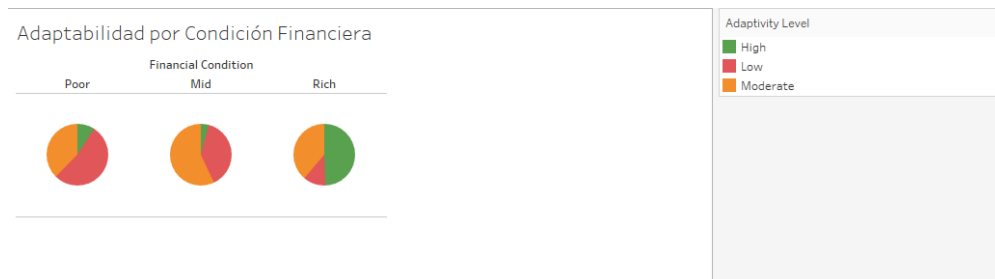 Adaptabilidad por Condición Financiera
Financial Condition
Poor Mid Rich
Adaptivity Level
High
Low
Moderate